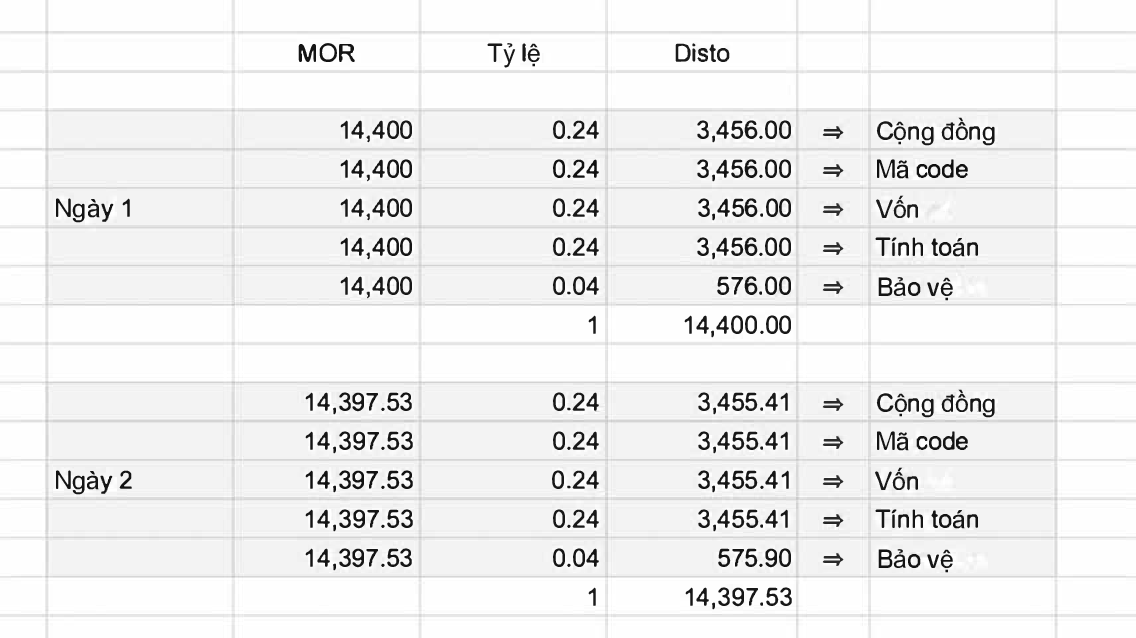 MOR Tỷ lệ Disto
14,400 0.24 3,456.00 ⇒ Cộng đồng
14,400 0.24 3,456.00 ⇒ Mã code
Ngày 1 14,400 0.24 3,456.00 ⇒ Vốn
14,400 0.24 3,456.00 ⇒ Tính toán
14,400 0.04 576.00 ⇒ Bảo vệ
1 14,400.00
14,397.53 0.24 3,455.41 ⇒ Cộng đồng
14,397.53 0.24 3,455.41 ⇒ Mã code
Ngày 2 14,397.53 0.24 3,455.41 ⇒ Vốn
14,397.53 0.24 3,455.41 ⇒ Tính toán
14,397.53 0.04 575.90 ⇒ Bảo vệ
1 14,397.53